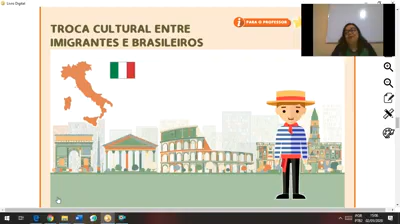 Livro Digital
TROCA CULTURAL ENTRE
IMIGRANTES E BRASILEIROS
PARA O PROFESSOR